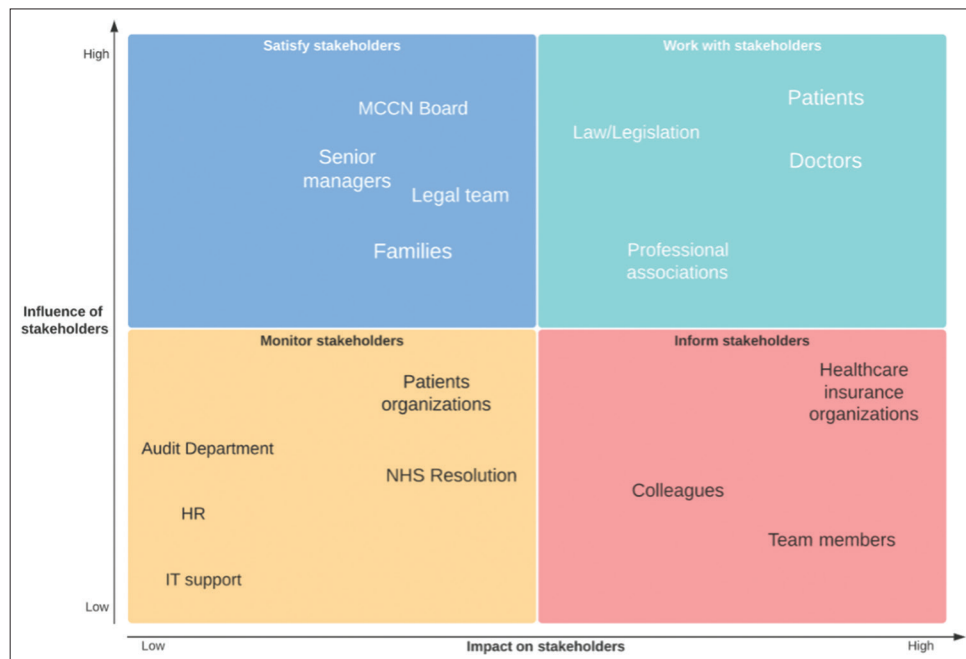 High
Satisfy stakeholders
MCCN Board
Senior
managers
Legal team
Families
Work with stakeholders
Patients
Law/Legislation
Doctors
Professional
associations
Influence of
stakeholders
Monitor stakeholders
Patients
organizations
Audit Department
NHS Resolution
HR
IT support
Inform stakeholders
Healthcare
insurance
organizations
Colleagues
Team members
Low
Low
Impact on stakeholders
High